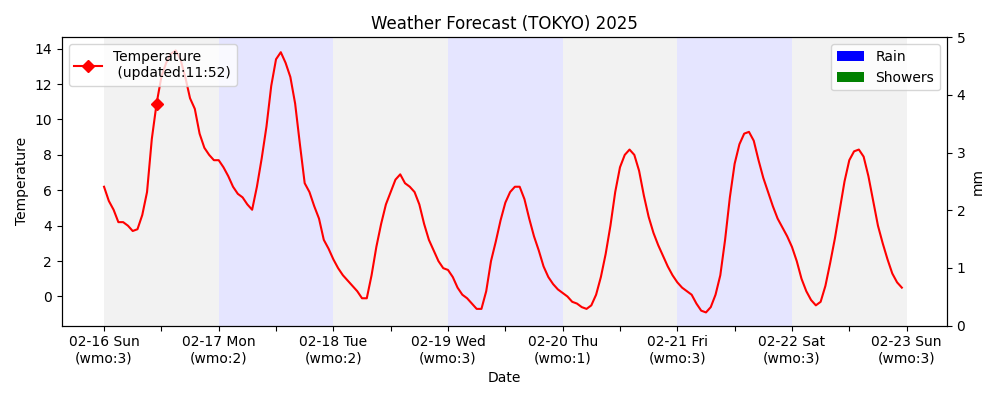 Weather Forecast (TOKYO) 2025
Temperature
(updated:11:52)
Rain
Showers
14
12
10
8
6
4
2
0
Temperature
5
4
3
2
1
0
mm
02-16 Sun
(wmo:3)
02-17 Mon
(wmo:2)
02-18 Tue
(wmo:2)
02-19 Wed
(wmo:3)
02-20 Thu
(wmo:1)
02-21 Fri
(wmo:3)
02-22 Sat
(wmo:3)
02-23 Sun
(wmo:3)
Date